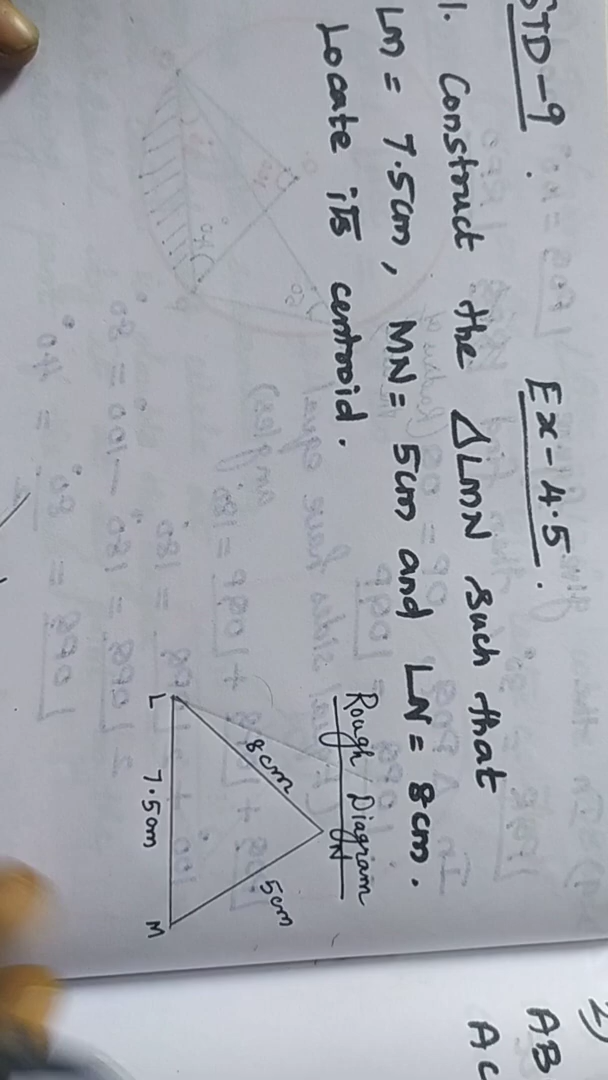 STD-9.
Ex-4.5.
1. Construct the ΔLMN such that
LM = 7.5cm, MN = 5cm and LN = 8cm.
Locate its centroid.
Rough Diagram
N
8cm
5cm
L
7.5cm
M
2)
AB
AC